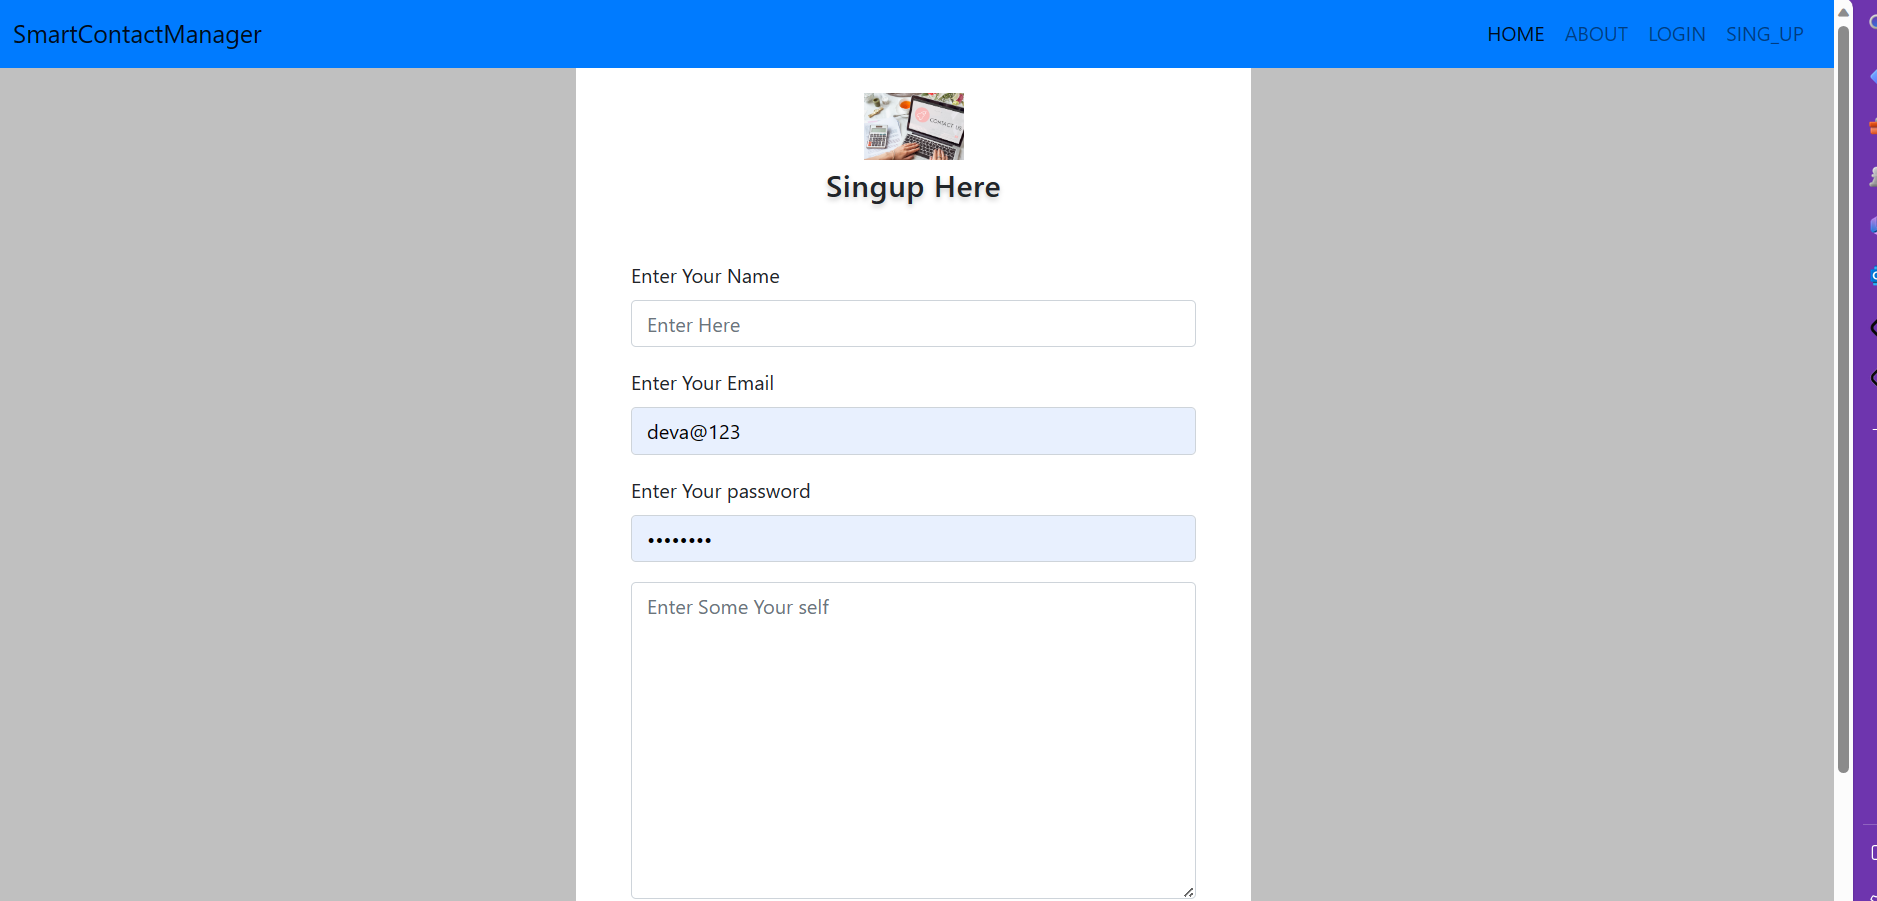 SmartContactManager HOME ABOUT LOGIN SING_UP
CONTACT US
Singup Here
Enter Your Name
Enter Here
Enter Your Email
deva@123
Enter Your password
••••••••
Enter Some Your self